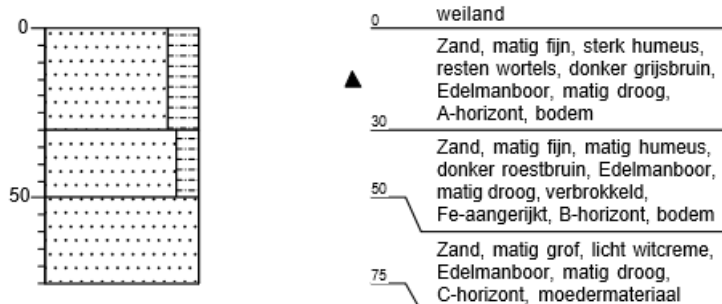 0
50
0
weiland
Zand, matig fijn, sterk humeus,
resten wortels, donker grijsbruin,
Edelmanboor, matig droog,
A-horizont, bodem
30
Zand, matig fijn, matig humeus,
donker roestbruin, Edelmanboor,
matig droog, verbrokkeld,
Fe-aangerijkt, B-horizont, bodem
50
Zand, matig grof, licht witcreme,
Edelmanboor, matig droog,
C-horizont, moedermateriaal
75